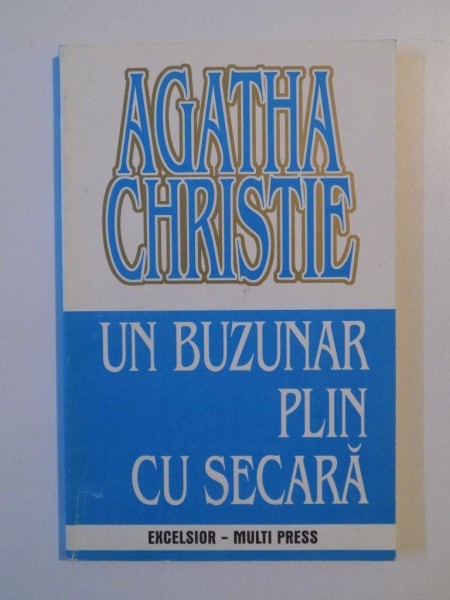 AGATHA
CHRISTIE
UN BUZUNAR
PLIN
CU SECARĂ
EXCELSIOR – MULTI PRESS